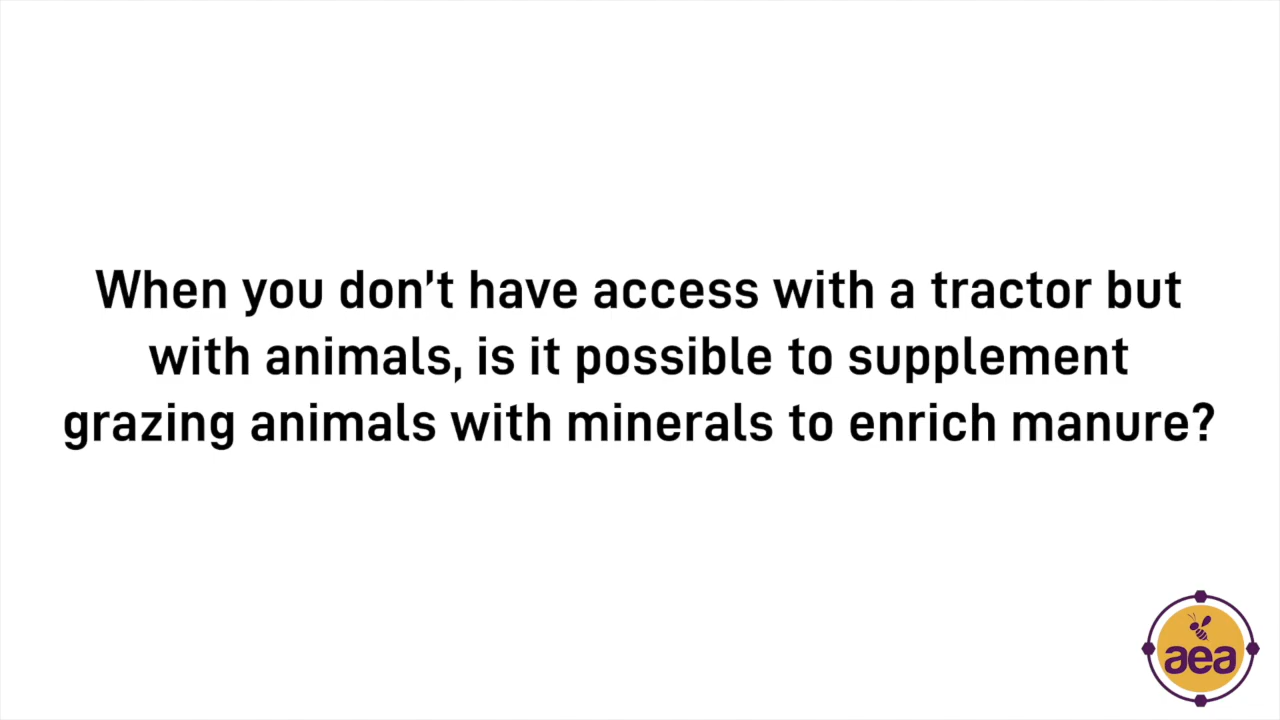 When you don't have access with a tractor but
with animals, is it possible to supplement
grazing animals with minerals to enrich manure?
aea